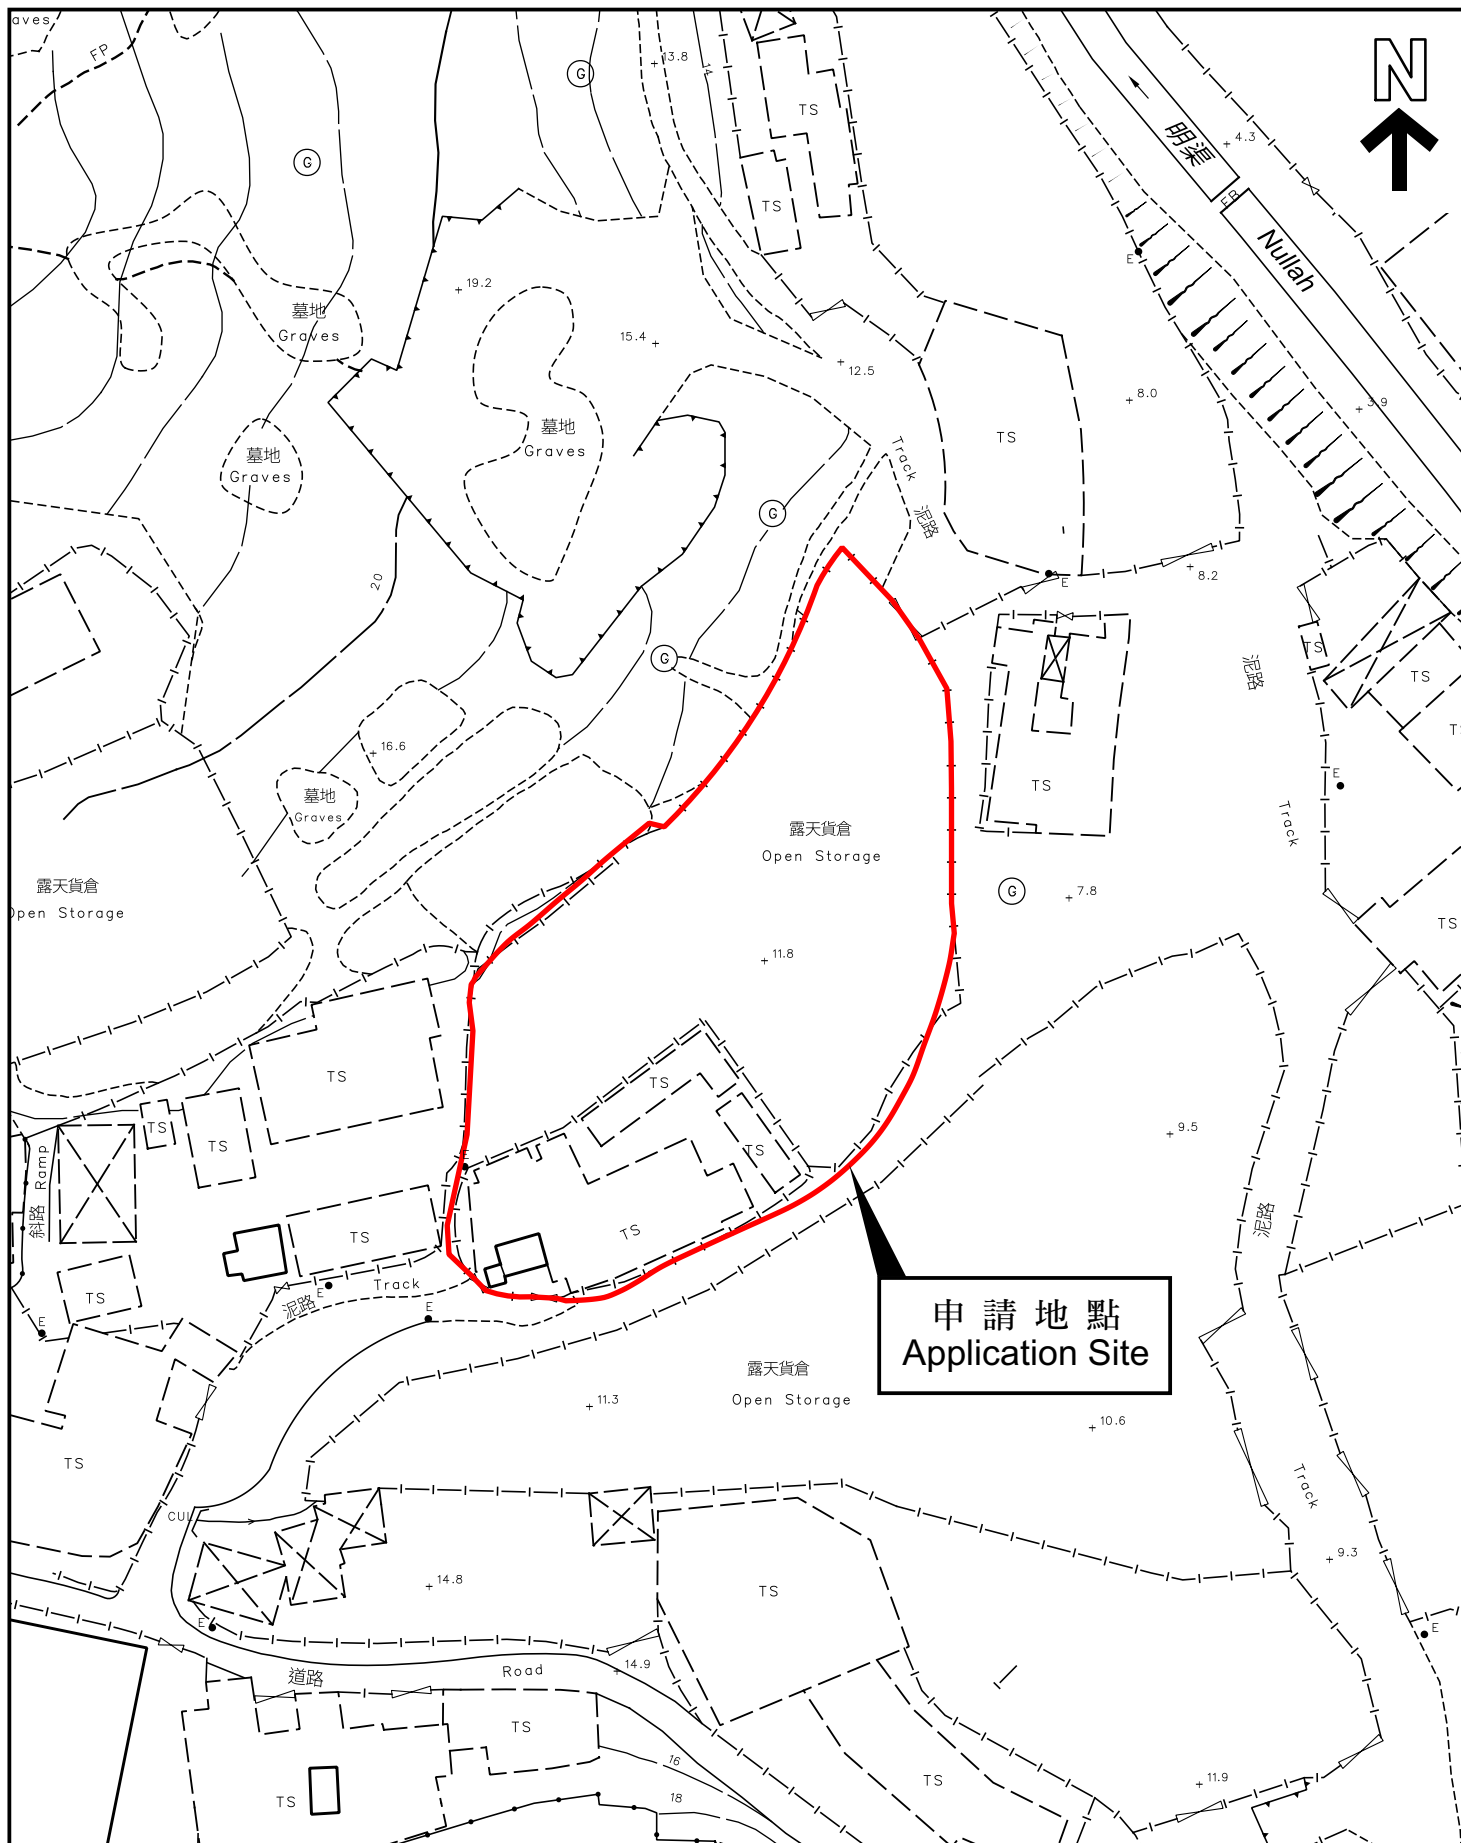 aves
FP
G
13.8
14
TS
N
明渠
4.3
G
TS
FB
Nullah
E
19.2
墓地
Graves
15.4
12.5
8.0
3.9
墓地
Graves
墓地
Graves
TS
Track
泥路
G
20
E
8.2
G
泥路
TS
TS
TS
16.6
墓地
Graves
E
TS
Track
露天貨倉
Open Storage
露天貨倉
pen Storage
G
7.8
TS
11.8
TS
TS
9.5
TS
TS
斜路 Ramp
TS
E
TS
TS
TS
泥路
TS
E
泥路
Track
E
E
申請地點
Application Site
露天貨倉
Open Storage
11.3
10.6
TS
Track
CUL
9.3
14.8
TS
E
E
道路
Road
14.9
TS
16
18
TS
TS
11.9